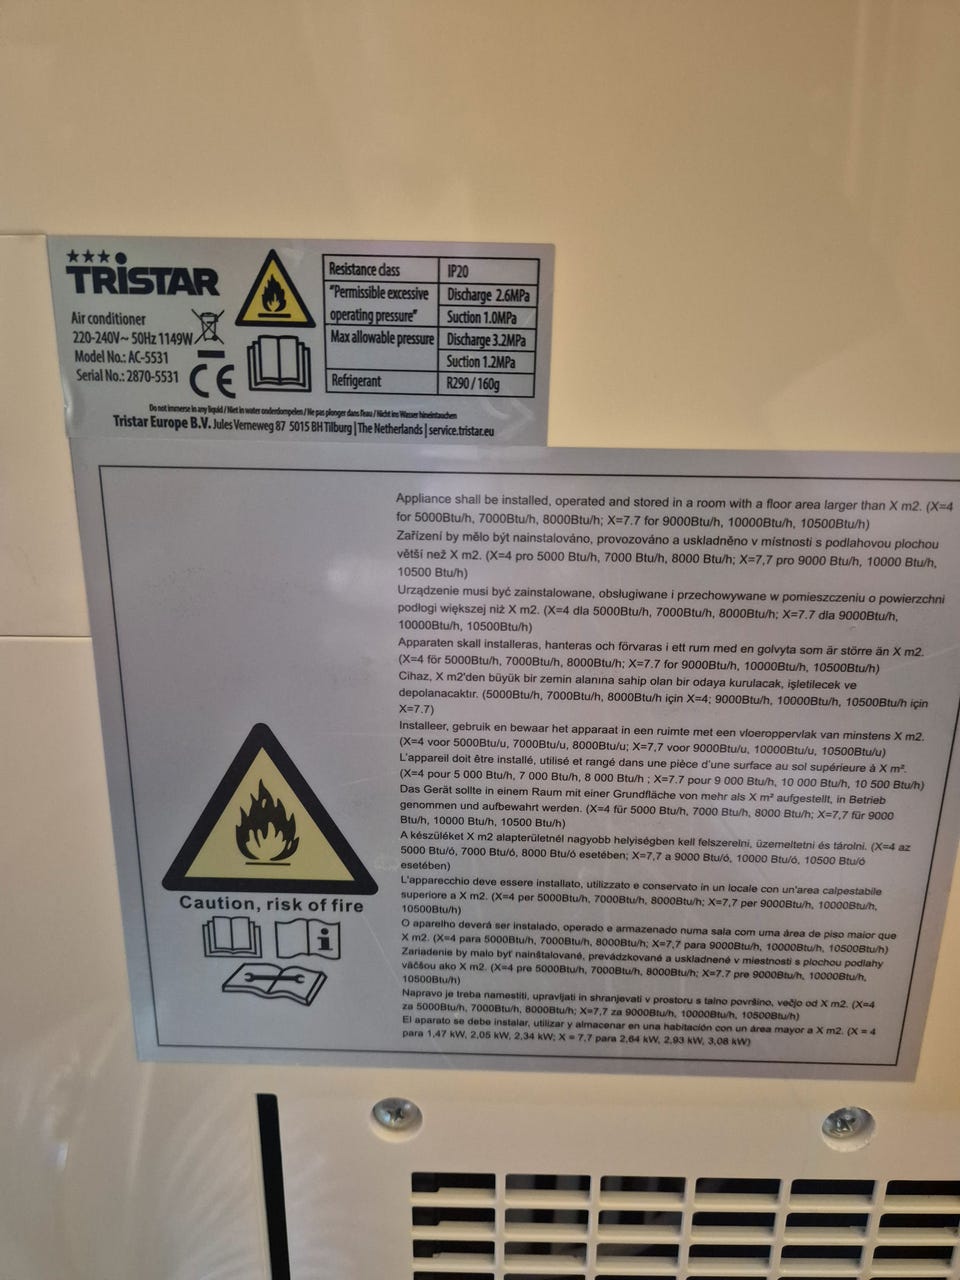 TRISTAR
Air conditioner
220-240V~ 50Hz 1149W
Model No.: AC-5531
Serial No.: 2870-5531
CE
Resistance class IP20
"Permissible excessive operating pressure" Discharge 2.6MPa
Suction 1.0MPa
Max allowable pressure Discharge 3.2MPa
Suction 1.2MPa
Refrigerant R290 / 160g
Do not immerse in any liquid / Niet in water onderdompelen / Ne pas plonger dans l'eau / Nicht ins Wasser hineintauchen
Tristar Europe B.V. Jules Verneweg 87 5015 BH Tilburg | The Netherlands | service.tristar.eu
Appliance shall be installed, operated and stored in a room with a floor area larger than X m2. (X=4
for 5000Btu/h, 7000Btu/h, 8000Btu/h; X=7.7 for 9000Btu/h, 10000Btu/h, 10500Btu/h)
Zařízení by mělo být nainstalováno, provozováno a uskladněno v místnosti s podlahovou plochou
větší než X m2. (X=4 pro 5000 Btu/h, 7000 Btu/h, 8000 Btu/h; X=7,7 pro 9000 Btu/h, 10000 Btu/h,
10500 Btu/h)
Urządzenie musi być zainstalowane, obsługiwane i przechowywane w pomieszczeniu o powierzchni
podłogi większej niż X m2. (X=4 dla 5000Btu/h, 7000Btu/h, 8000Btu/h; X=7.7 dla 9000Btu/h,
10000Btu/h, 10500Btu/h)
Apparaten skall installeras, hanteras och förvaras i ett rum med en golvyta som är större än X m2.
(X=4 för 5000Btu/h, 7000Btu/h, 8000Btu/h; X=7.7 for 9000Btu/h, 10000Btu/h, 10500Btu/h)
Cihaz, X m2'den büyük bir zemin alanına sahip olan bir odaya kurulacak, işletilecek ve
depolanacaktır. (5000Btu/h, 7000Btu/h, 8000Btu/h için X=4; 9000Btu/h, 10000Btu/h, 10500Btu/h için
X=7.7)
Installeer, gebruik en bewaar het apparaat in een ruimte met een vloeroppervlak van minstens X m2.
(X=4 voor 5000Btu/u, 7000Btu/u, 8000Btu/u; X=7,7 voor 9000Btu/u, 10000Btu/u, 10500Btu/u)
L'appareil doit être installé, utilisé et rangé dans une pièce d'une surface au sol supérieure à X m².
(X=4 pour 5 000 Btu/h, 7 000 Btu/h, 8 000 Btu/h ; X=7.7 pour 9 000 Btu/h, 10 000 Btu/h, 10 500 Btu/h)
Das Gerät sollte in einem Raum mit einer Grundfläche von mehr als X m² aufgestellt, in Betrieb
genommen und aufbewahrt werden. (X=4 für 5000 Btu/h, 7000 Btu/h, 8000 Btu/h; X=7,7 für 9000
Btu/h, 10000 Btu/h, 10500 Btu/h)
A készüléket X m2 alapterületnél nagyobb helyiségben kell felszerelni, üzemeltetni és tárolni. (X=4 az
5000 Btu/ó, 7000 Btu/ó, 8000 Btu/ó esetében; X=7,7 a 9000 Btu/ó, 10000 Btu/ó, 10500 Btu/ó
esetében)
L'apparecchio deve essere installato, utilizzato e conservato in un locale con un'area calpestabile
superiore a X m2. (X=4 per 5000Btu/h, 7000Btu/h, 8000Btu/h; X=7,7 per 9000Btu/h, 10000Btu/h,
10500Btu/h)
O aparelho deverá ser instalado, operado e armazenado numa sala com uma área de piso maior que
X m2. (X=4 para 5000Btu/h, 7000Btu/h, 8000Btu/h; X=7,7 para 9000Btu/h, 10000Btu/h, 10500Btu/h)
Zariadenie by malo byť nainštalované, prevádzkované a uskladnené v miestnosti s plochou podlahy
väčšou ako X m2. (X=4 pre 5000Btu/h, 7000Btu/h, 8000Btu/h; X=7.7 pre 9000Btu/h, 10000Btu/h,
10500Btu/h)
Napravo je treba namestiti, upravljati in shranjevati v prostoru s talno površino, večjo od X m2. (X=4
za 5000Btu/h, 7000Btu/h, 8000Btu/h; X=7,7 za 9000Btu/h, 10000Btu/h, 10500Btu/h)
El aparato se debe instalar, utilizar y almacenar en una habitación con un área mayor a X m2. (X = 4
para 1,47 kW, 2,05 kW, 2,34 kW; X = 7,7 para 2,64 kW, 2,93 kW, 3,08 kW)
Caution, risk of fire